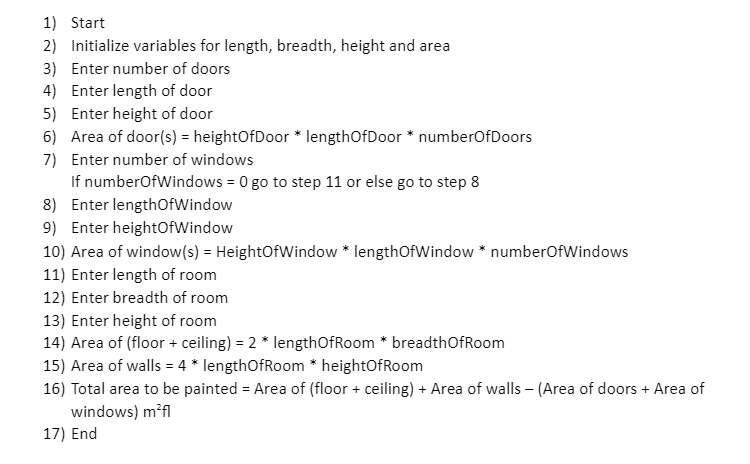 1) Start
2) Initialize variables for length, breadth, height and area
3) Enter number of doors
4) Enter length of door
5) Enter height of door
6) Area of door(s) = heightOfDoor * lengthOfDoor * numberOfDoors
7) Enter number of windows
If numberOfWindows = 0 go to step 11 or else go to step 8
8) Enter lengthOfWindow
9) Enter heightOfWindow
10) Area of window(s) = HeightOfWindow * lengthOfWindow * numberOfWindows
11) Enter length of room
12) Enter breadth of room
13) Enter height of room
14) Area of (floor + ceiling) = 2 * lengthOfRoom * breadthOfRoom
15) Area of walls = 4 * lengthOfRoom * heightOfRoom
16) Total area to be painted = Area of (floor + ceiling) + Area of walls – (Area of doors + Area of
windows) m²fl
17) End